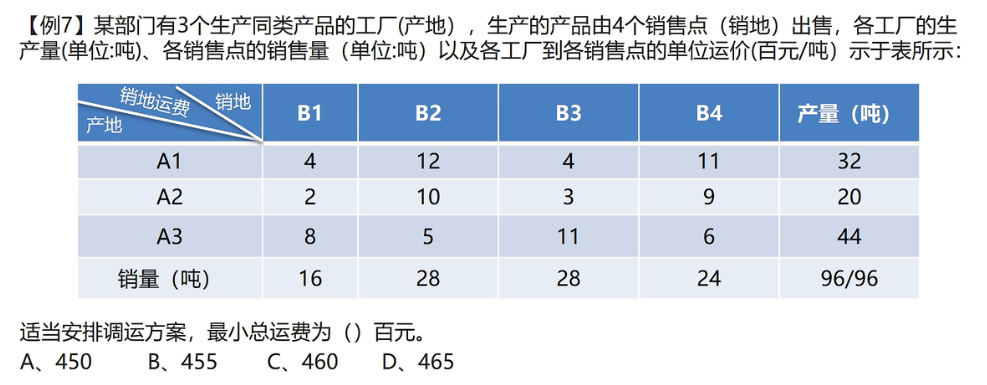 【例7】某部门有3个生产同类产品的工厂(产地)，生产的产品由4个销售点（销地）出售，各工厂的生
产量(单位:吨)、各销售点的销售量（单位:吨）以及各工厂到各销售点的单位运价(百元/吨）示于表所示：
销地运费 销地 产地 B1 B2 B3 B4 产量（吨）
A1 4 12 4 11 32
A2 2 10 3 9 20
A3 8 5 11 6 44
销量（吨） 16 28 28 24 96/96
适当安排调运方案，最小总运费为（）百元。
A、450 B、455 C、460 D、465